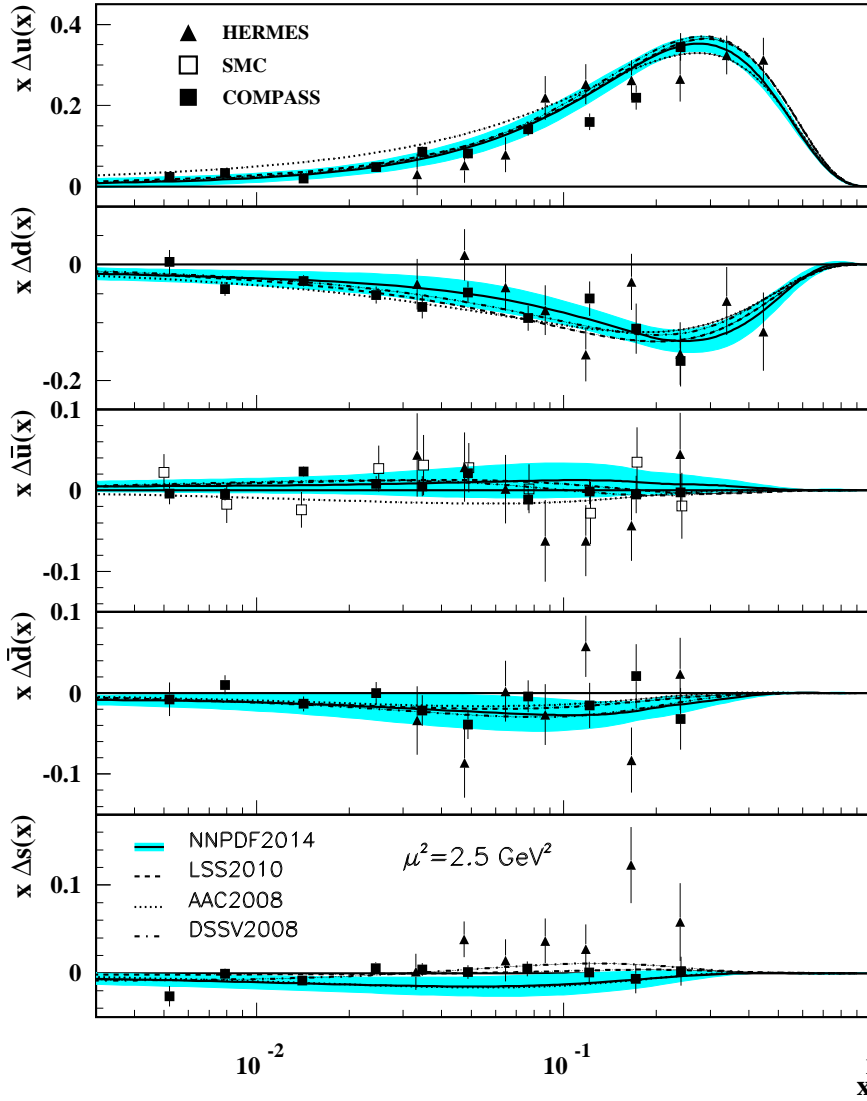 x Δu(x)
0.4
0.2
0
HERMES
SMC
COMPASS
x Δd(x)
0
-0.2
x Δū(x)
0.1
0
-0.1
x Δd̄(x)
0.1
0
-0.1
x Δs(x)
0.1
0
NNPDF2014
LSS2010
AAC2008
DSSV2008
μ²=2.5 GeV²
10⁻² 10⁻¹
x